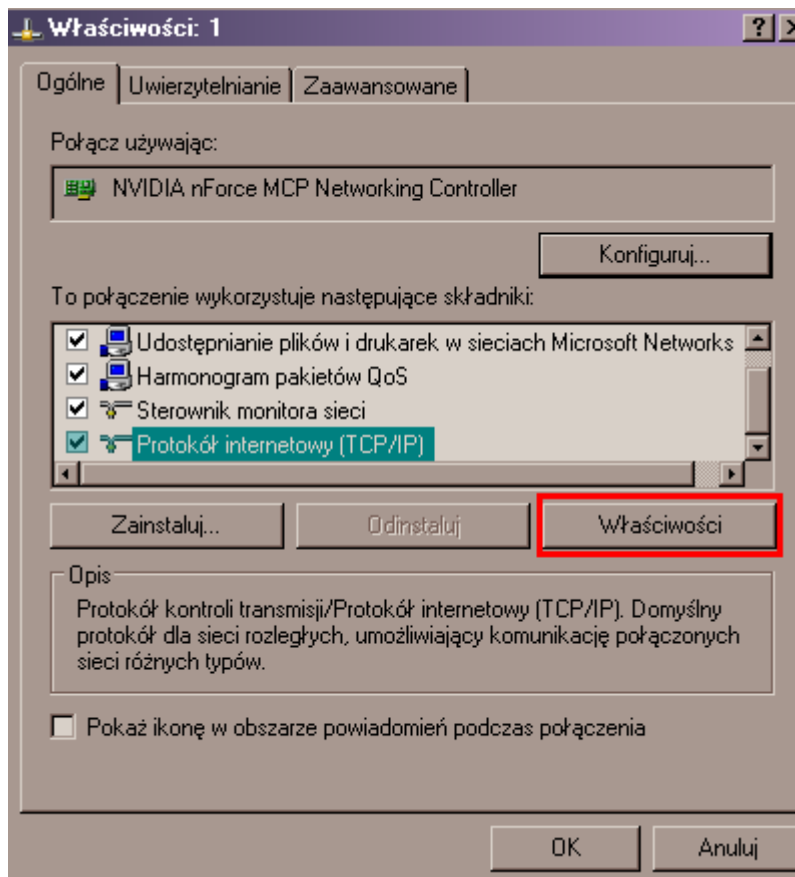 Właściwości: 1
Ogólne Uwierzytelnianie Zaawansowane
Połącz używając:
NVIDIA nForce MCP Networking Controller
Konfiguruj...
To połączenie wykorzystuje następujące składniki:
Udostępnianie plików i drukarek w sieciach Microsoft Networks
Harmonogram pakietów QoS
Sterownik monitora sieci
Protokół internetowy (TCP/IP)
Zainstaluj... Odinstaluj Właściwości
Opis
Protokół kontroli transmisji/Protokół internetowy (TCP/IP). Domyślny
protokół dla sieci rozległych, umożliwiający komunikację połączonych
sieci różnych typów.
Pokaż ikonę w obszarze powiadomień podczas połączenia
OK Anuluj